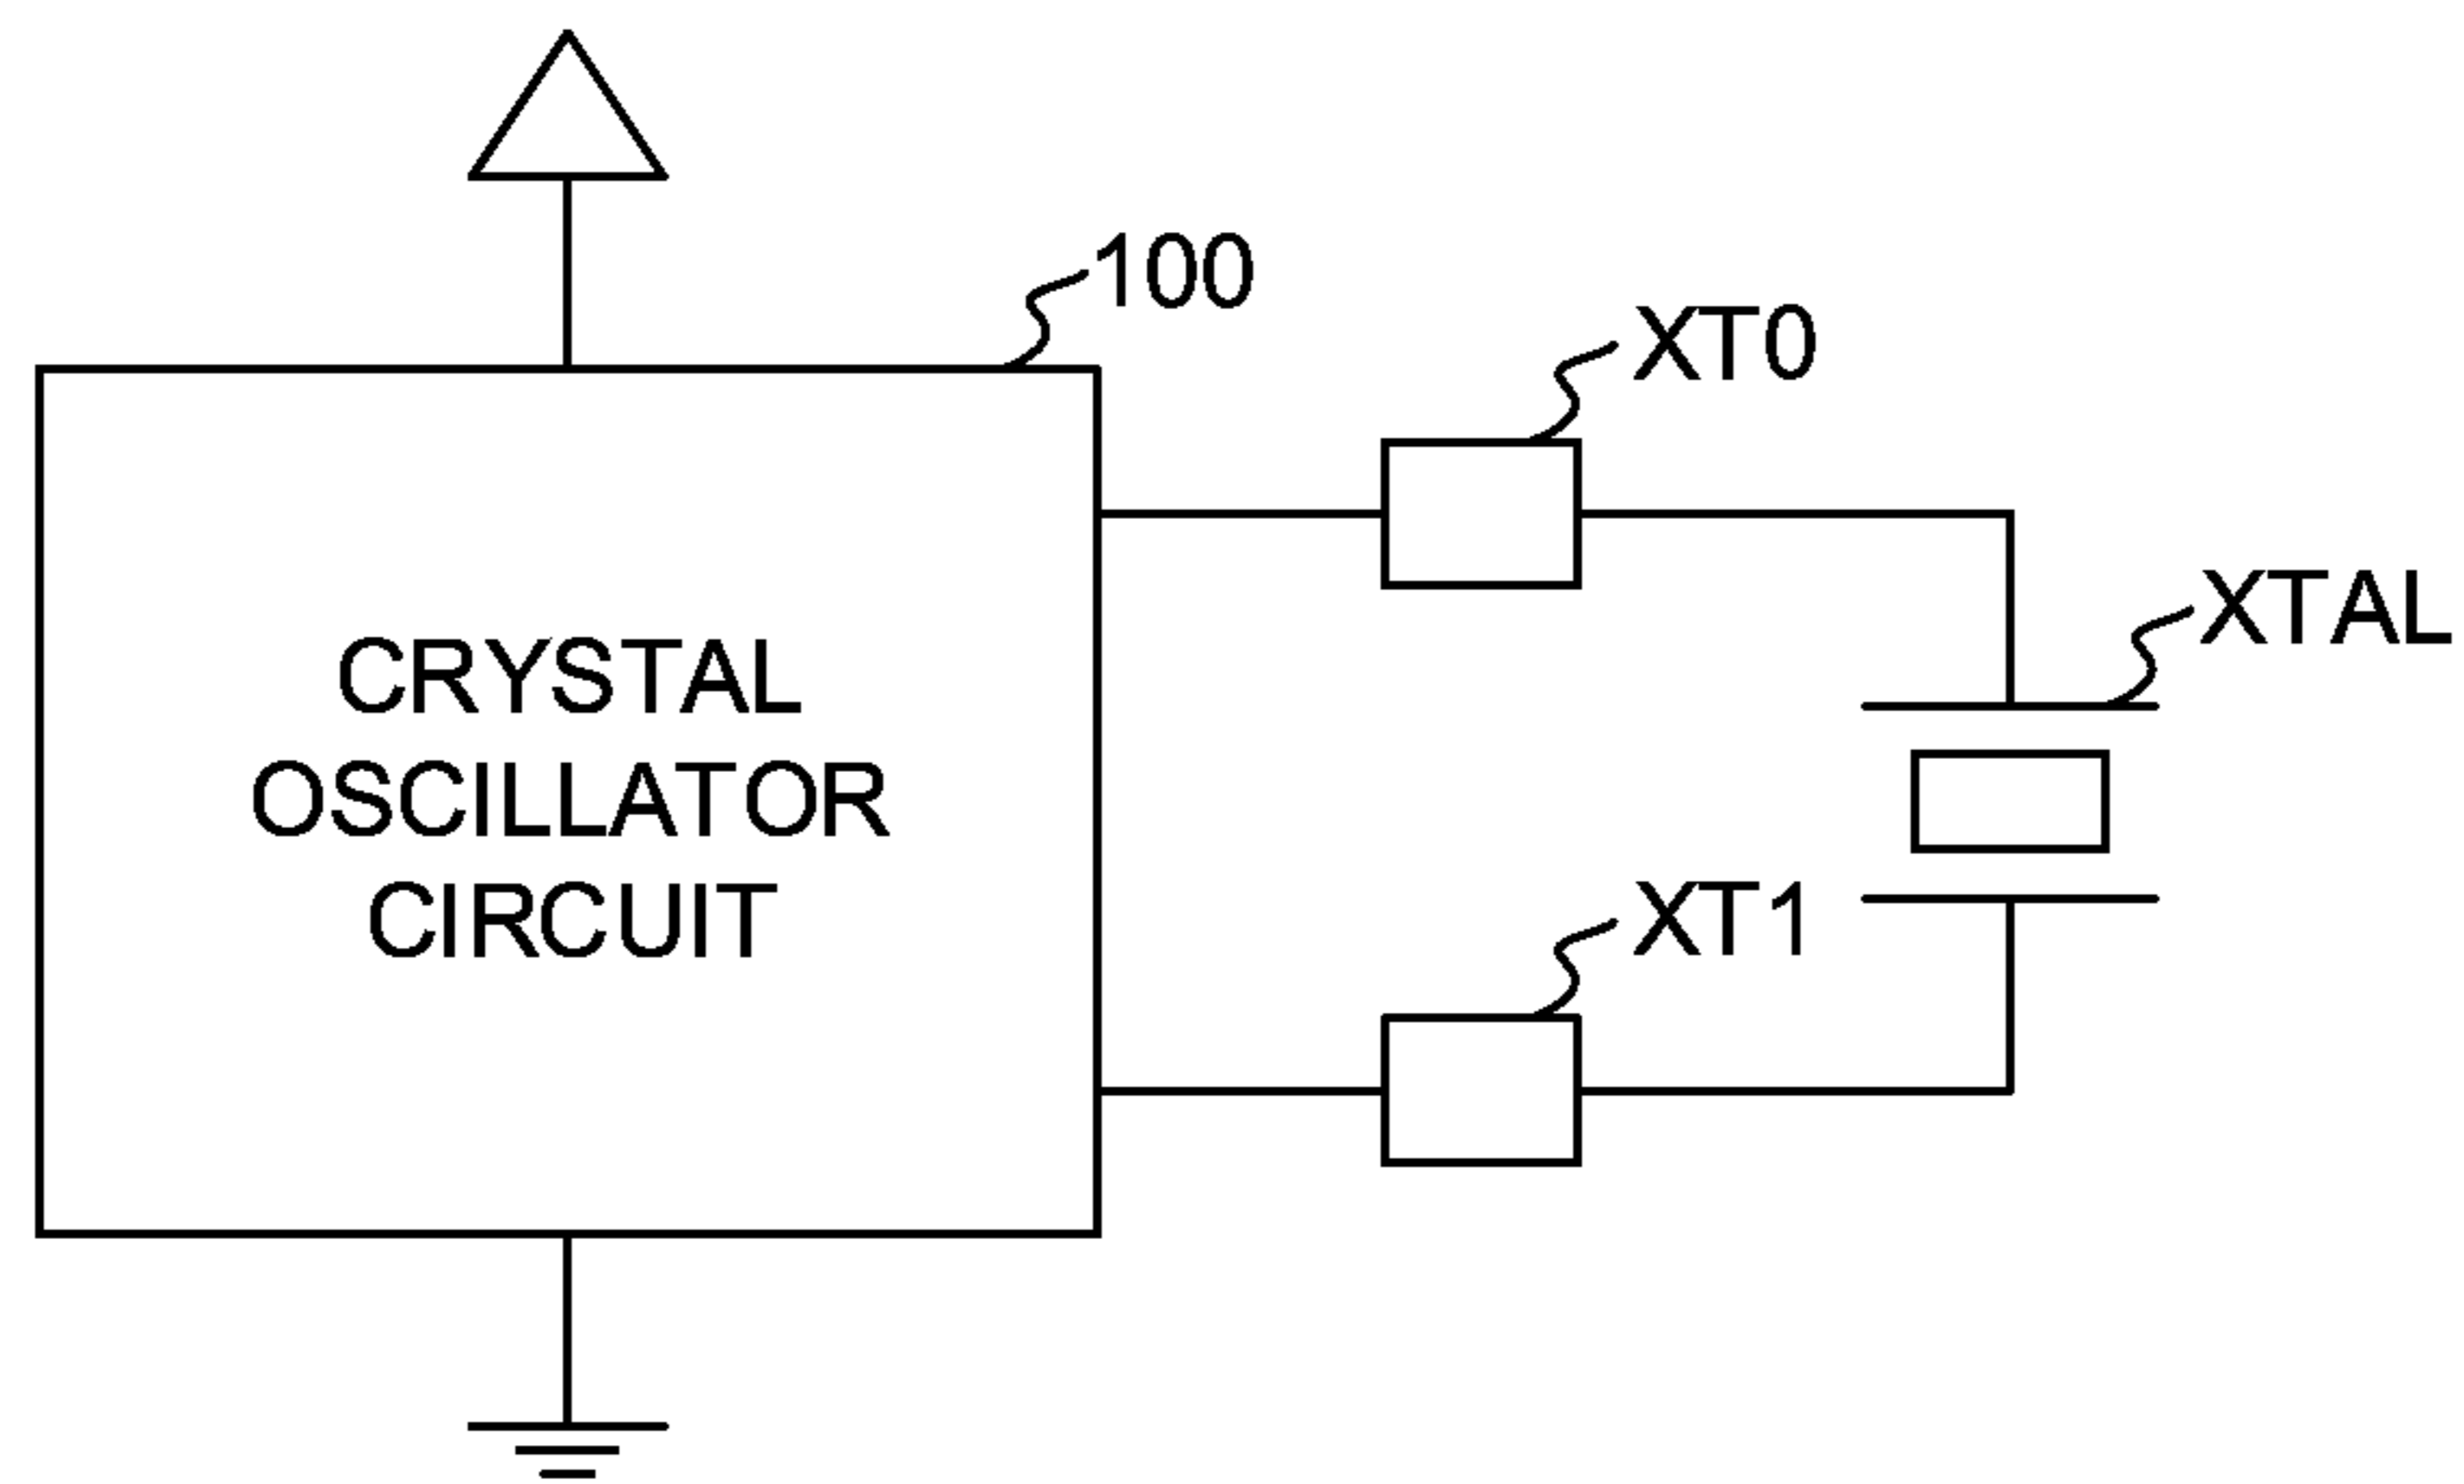 100
XT0
XTAL
CRYSTAL
OSCILLATOR
CIRCUIT
XT1